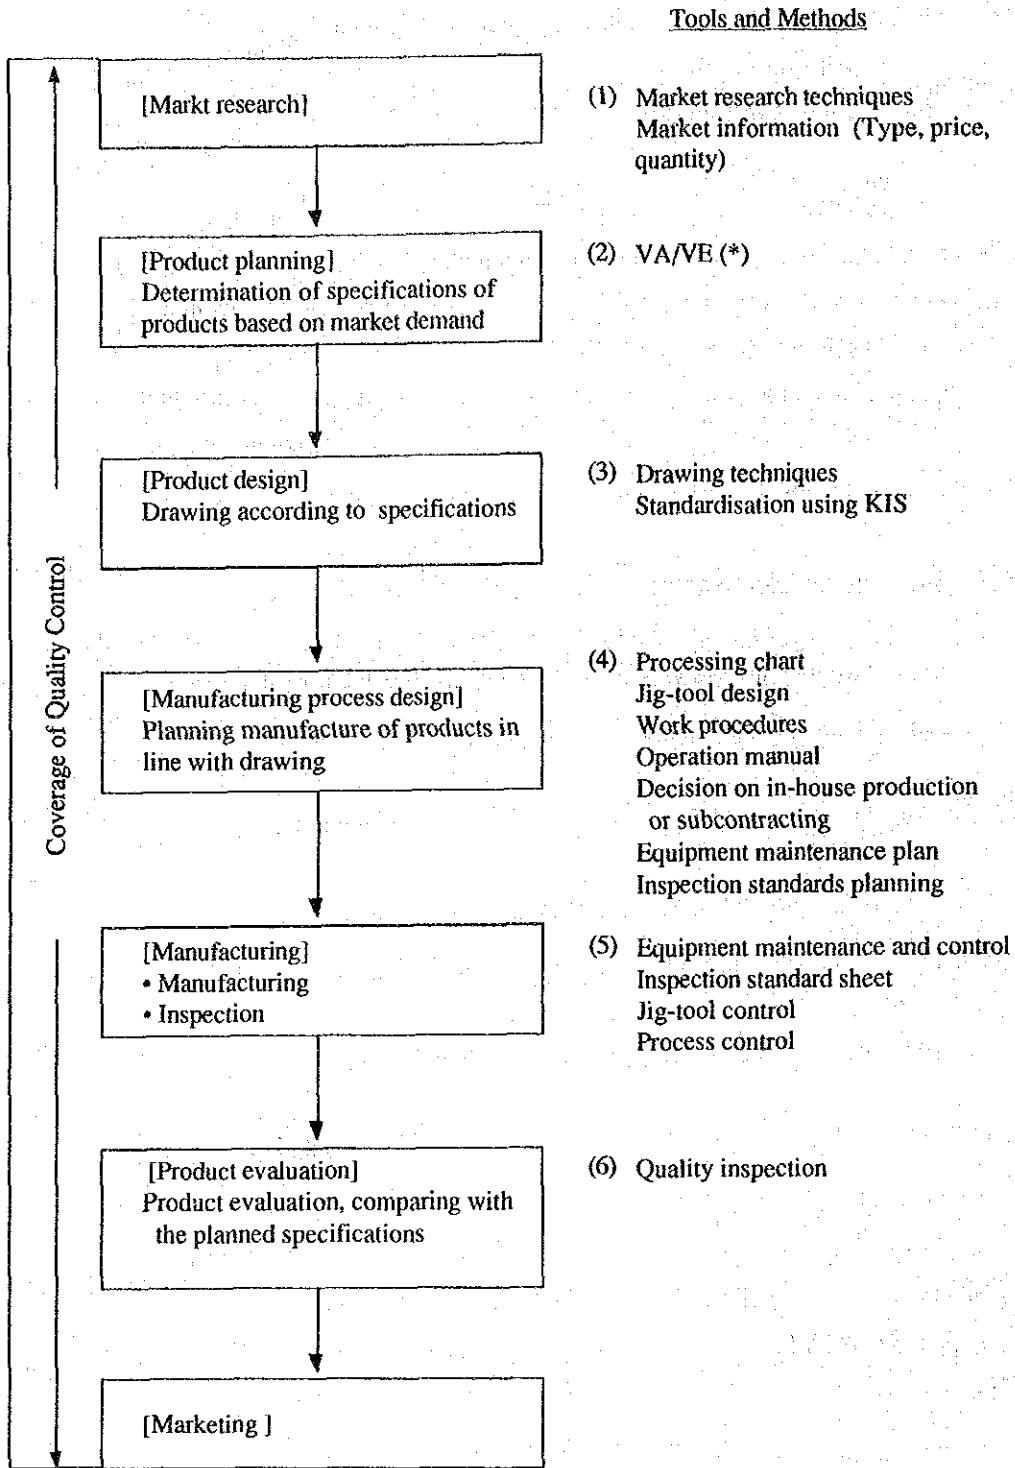 Tools and Methods
[Markt research]
(1) Market research techniques
Market information (Type, price,
quantity)
[Product planning]
Determination of specifications of
products based on market demand
(2) VA/VE (*)
[Product design]
Drawing according to specifications
(3) Drawing techniques
Standardisation using KIS
Coverage of Quality Control
[Manufacturing process design]
Planning manufacture of products in
line with drawing
(4) Processing chart
Jig-tool design
Work procedures
Operation manual
Decision on in-house production
or subcontracting
Equipment maintenance plan
Inspection standards planning
[Manufacturing]
• Manufacturing
• Inspection
(5) Equipment maintenance and control
Inspection standard sheet
Jig-tool control
Process control
[Product evaluation]
Product evaluation, comparing with
the planned specifications
(6) Quality inspection
[Marketing ]